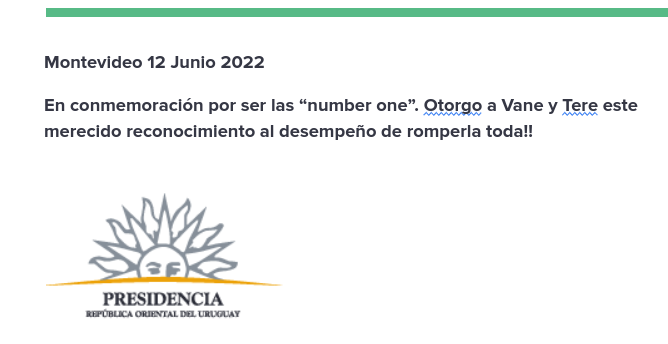 Montevideo 12 Junio 2022
En conmemoración por ser las “number one”. Otorgo a Vane y Tere este
merecido reconocimiento al desempeño de romperla toda!!
PRESIDENCIA
REPÚBLICA ORIENTAL DEL URUGUAY